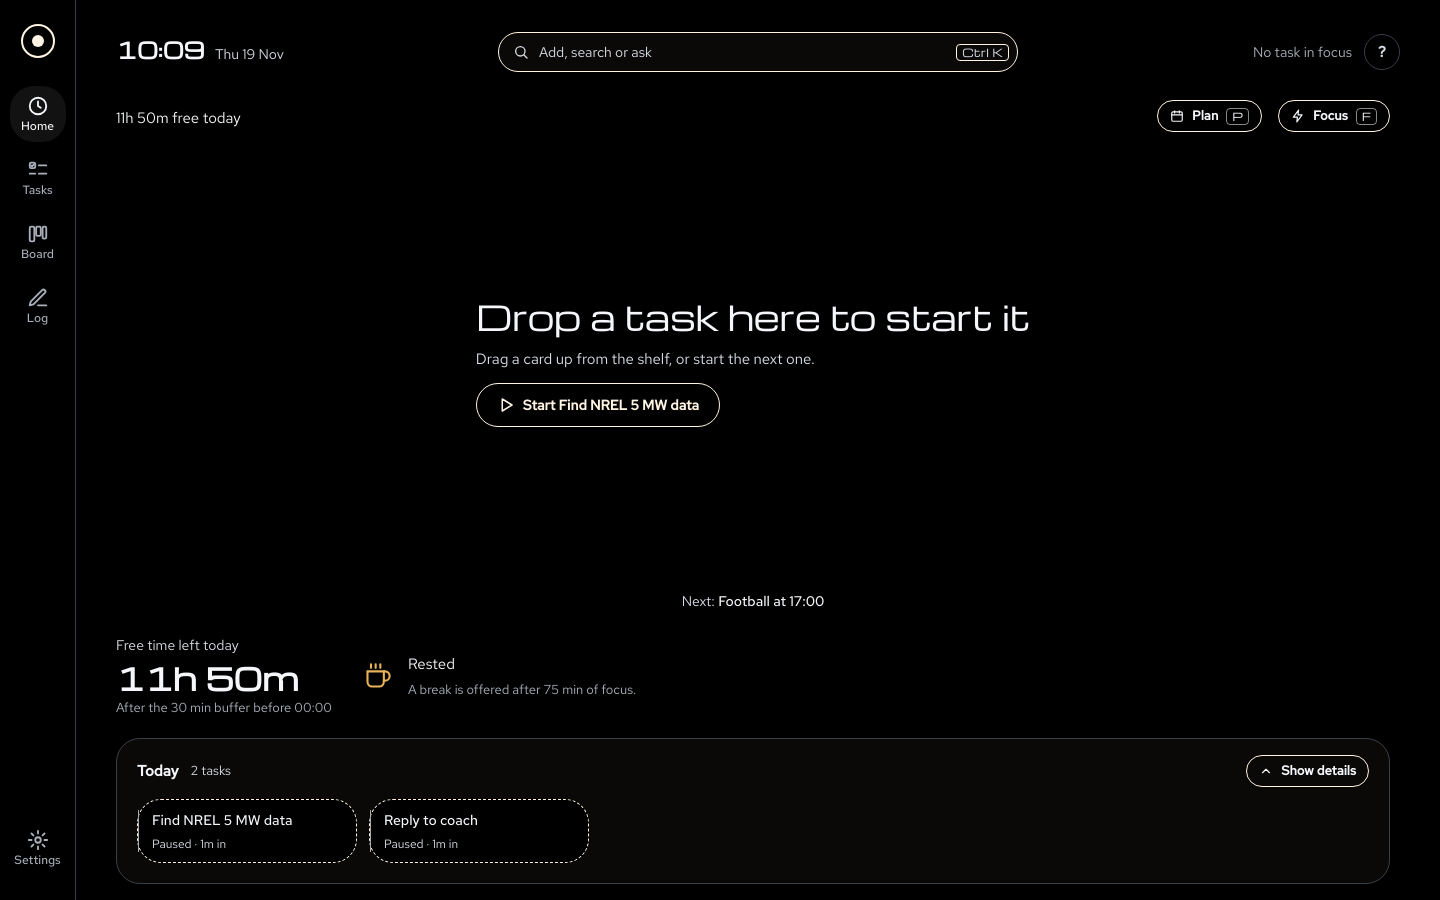 10:09 Thu 19 Nov
Add, search or ask
Ctrl K
No task in focus
?
Home
Tasks
Board
Log
Settings
11h 50m free today
Plan P
Focus F
Drop a task here to start it
Drag a card up from the shelf, or start the next one.
Start Find NREL 5 MW data
Next: Football at 17:00
Free time left today
11h 50m
After the 30 min buffer before 00:00
Rested
A break is offered after 75 min of focus.
Today 2 tasks
Show details
Find NREL 5 MW data
Paused · 1m in
Reply to coach
Paused · 1m in